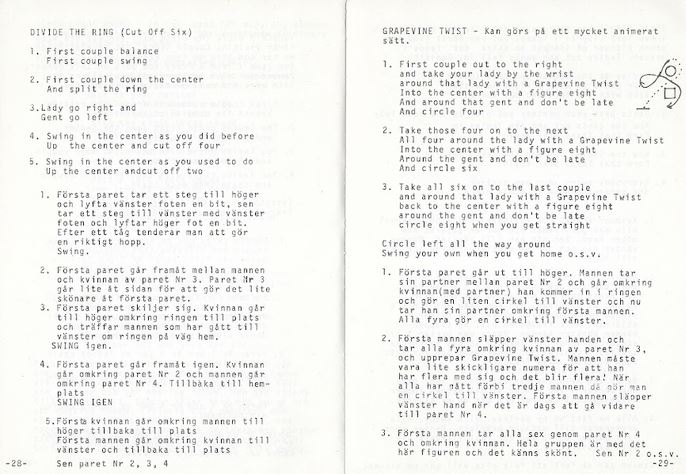 DIVIDE THE RING (Cut Off Six)
1. First couple balance
First couple swing
2. First couple down the center
And split the ring
3.Lady go right and
Gent go left
4. Swing in the center as you did before
Up the center and cut off four
5. Swing in the center as you used to do
Up the center andcut off two
1. Första paret tar ett steg till höger
och lyfta vänster foten en bit, sen
tar ett steg till vänster med vänster
foten och lyftar höger fot en bit.
Efter ett tåg tenderar man att gör
en riktigt hopp.
Swing.
2. Första paret går framåt mellan mannen
och kvinnan av paret Nr 3. Paret Nr 3
går lite åt sidan för att gör det lite
skönare åt första paret.
3. Första paret skiljer sig. Kvinnan går
till höger omkring ringen till plats
och träffar mannen som har gått till
vänster om ringen på väg hem.
SWING igen.
4. Första paret går framåt igen. Kvinnan
går omkring paret Nr 2 och mannen går
omkring paret Nr 4. Tillbaka till hem-
plats
SWING IGEN
5.Första kvinnan går omkring mannen till
höger tillbaka till plats
Första mannen går omkring kvinnan till
vänster och tillbaka till plats
-28- Sen paret Nr 2, 3, 4
GRAPEVINE TWIST - Kan görs på ett mycket animerat
sätt.
1. First couple out to the right
and take your lady by the wrist
around that lady with a Grapevine Twist
Into the center with a figure eight
And around that gent and don't be late
And circle four
2. Take those four on to the next
All four around the lady with a Grapevine Twist
Into the center with a figure eight
Around the gent and don't be late
And circle six
3. Take all six on to the last couple
and around that lady with a Grapevine Twist
back to the center with a figure eight
around the gent and don't be late
circle eight when you get straight
Circle left all the way around
Swing your own when you get home o.s.v.
1. Första paret går ut till höger. Mannen tar
sin partner mellan paret Nr 2 och går omkring
kvinnan(med partner) han kommer in i ringen
och gör en liten cirkel till vänster och nu
tar han sin partner omkring första mannen.
Alla fyra gör en cirkel till vänster.
2. Första mannen släpper vänster handen och
tar alla fyra omkring kvinnan av paret Nr 3,
och upprepar Grapevine Twist. Mannen måste
vara lite skickligare numera för att han
har flera med sig och det blir flera! När
alla har gått förbi tredje mannen då gör man
en cirkel till vänster. Första mannen släpper
vänster hand när det är dags att gå vidare
till paret Nr 4.
3. Första mannen tar alla sex genom paret Nr 4
och omkring kvinnan. Hela gruppen är med det
här figuren och det känns skönt. Sen Nr 2 o.s.v.
-29-